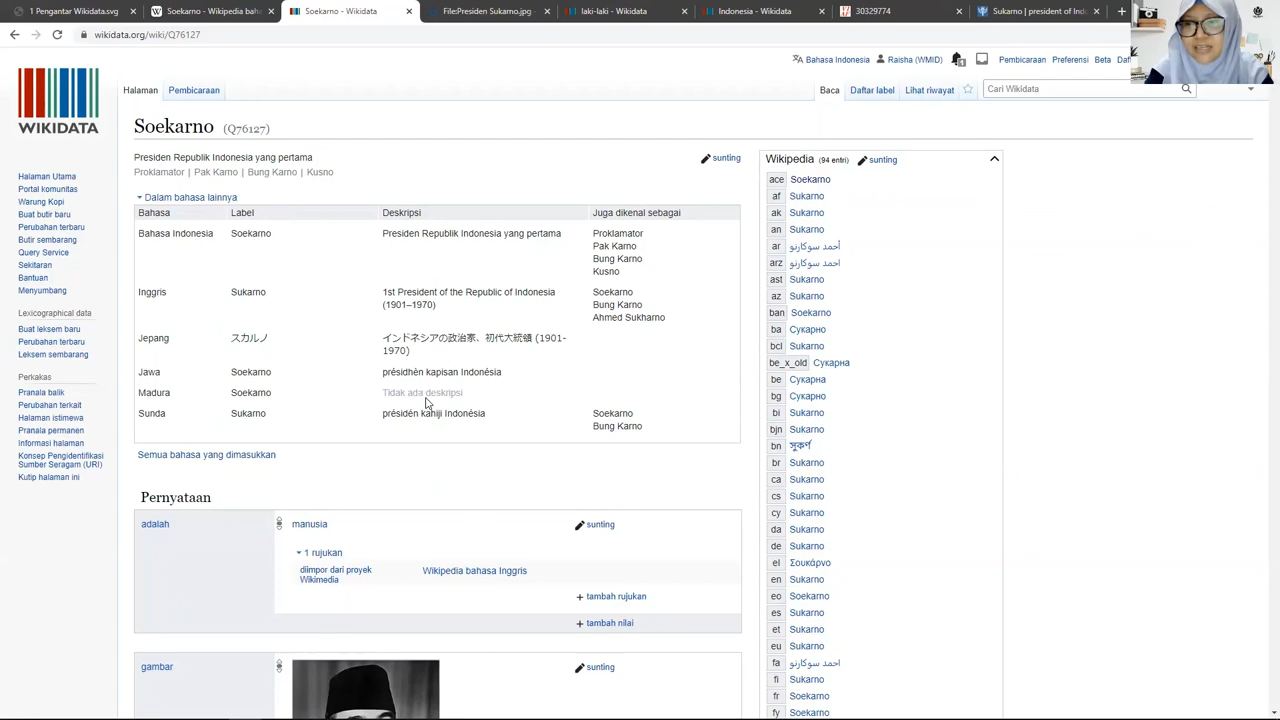 1 Pengantar Wikidata.svg
Soekarno - Wikipedia bah
Soekarno - Wikidata
File:Presiden Sukarno.jpg -
laki-laki - Wikidata
Indonesia - Wikidata
30329774
Sukarno | president of Ind
wikidata.org/wiki/Q76127
Bahasa Indonesia
Raisha (WMID)
1
Pembicaraan
Preferensi
Beta
Daf
WIKIDATA
Halaman
Pembicaraan
Baca
Daftar label
Lihat riwayat
Cari Wikidata
Halaman Utama
Portal komunitas
Warung Kopi
Buat butir baru
Perubahan terbaru
Butir sembarang
Query Service
Sekitaran
Bantuan
Menyumbang
Lexicographical data
Buat leksem baru
Perubahan terbaru
Leksem sembarang
Perkakas
Pranala balik
Perubahan terkait
Halaman istimewa
Pranala permanen
Informasi halaman
Konsep Pengidentifikasi
Sumber Seragam (URI)
Kutip halaman ini
Soekarno (Q76127)
Presiden Republik Indonesia yang pertama
sunting
Proklamator | Pak Karno | Bung Karno | Kusno
Dalam bahasa lainnya
Bahasa Label Deskripsi Juga dikenal sebagai
Bahasa Indonesia Soekarno Presiden Republik Indonesia yang pertama Proklamator
Pak Karno
Bung Karno
Kusno
Inggris Sukarno 1st President of the Republic of Indonesia Soekarno
(1901–1970) Bung Karno
Ahmed Sukharno
Jepang スカルノ インドネシアの政治家、初代大統領 (1901-
1970)
Jawa Soekarno présidhèn kapisan Indonésia
Madura Soekarno Tidak ada deskripsi
Sunda Sukarno présidén kahiji Indonésia Soekarno
Bung Karno
Semua bahasa yang dimasukkan
Pernyataan
adalah
manusia
sunting
1 rujukan
diimpor dari proyek Wikipedia bahasa Inggris
Wikimedia
+ tambah rujukan
+ tambah nilai
gambar
sunting
Wikipedia (94 entri) sunting
ace Soekarno
af Sukarno
ak Sukarno
an Sukarno
ar أحمد سوكارنو
arz احمد سوكارنو
ast Sukarno
az Sukarno
ban Soekarno
ba Сукарно
bcl Sukarno
be_x_old Сукарна
be Сукарна
bg Сукарно
bi Sukarno
bjn Sukarno
bn সুকর্ণ
br Sukarno
ca Sukarno
cs Sukarno
cy Sukarno
da Sukarno
de Sukarno
el Σουκάρνο
en Sukarno
eo Soekarno
es Sukarno
et Sukarno
eu Sukarno
fa احمد سوکارنو
fi Sukarno
fr Soekarno
fy Soekarno